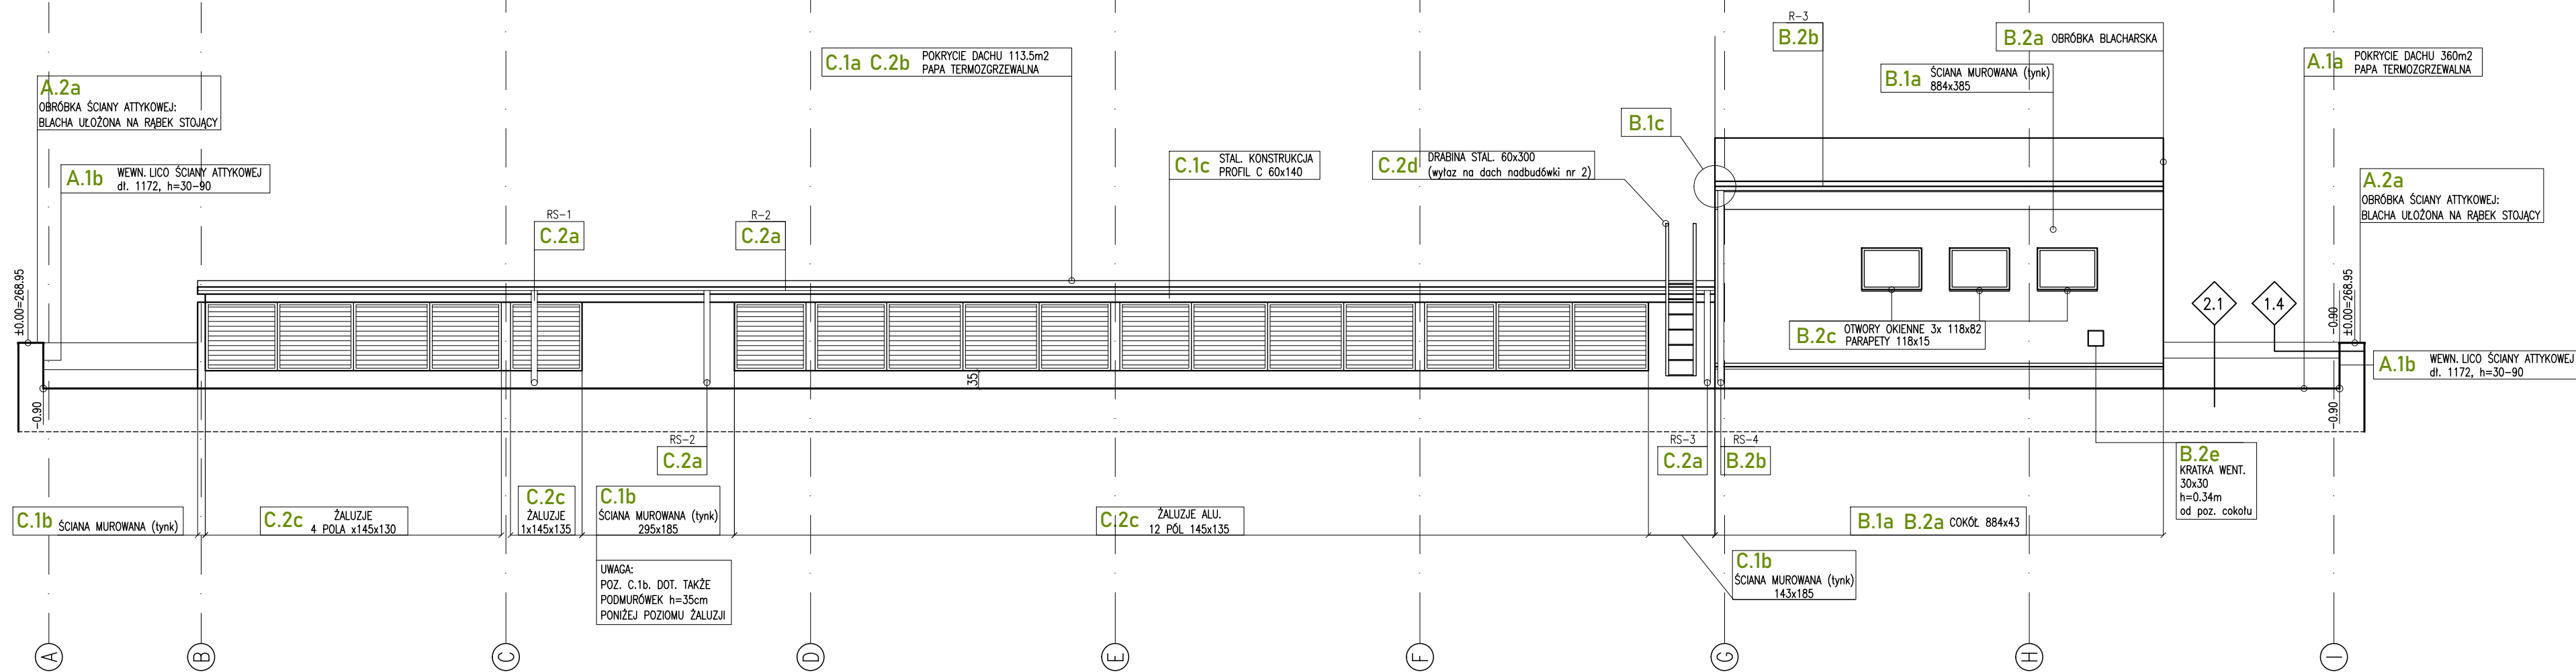 A.2a
OBRÓBKA ŚCIANY ATTYKOWEJ:
BLACHA UŁOŻONA NA RĄBEK STOJĄCY
A.1b WEWN. LICO ŚCIANY ATTYKOWEJ
dł. 1172, h=30-90
±0.00=268.95
-0.90
RS-1
C.2a
R-2
C.2a
C.1a C.2b POKRYCIE DACHU 113.5m2
PAPA TERMOZGRZEWALNA
C.1c STAL. KONSTRUKCJA
PROFIL C 60x140
C.2d DRABINA STAL. 60x300
(wyłaz na dach nadbudówki nr 2)
B.1c
R-3
B.2b
B.1a ŚCIANA MUROWANA (tynk)
884x385
B.2a OBRÓBKA BLACHARSKA
A.1a POKRYCIE DACHU 360m2
PAPA TERMOZGRZEWALNA
A.2a
OBRÓBKA ŚCIANY ATTYKOWEJ:
BLACHA UŁOŻONA NA RĄBEK STOJĄCY
-0.90
±0.00=268.95
2.1
1.4
B.2c OTWORY OKIENNE 3x 118x82
PARAPETY 118x15
A.1b WEWN. LICO ŚCIANY ATTYKOWEJ
dł. 1172, h=30-90
-0.90
35
RS-2
C.2a
RS-3
C.2a
RS-4
B.2b
B.2e
KRATKA WENT.
30x30
h=0.34m
od poz. cokołu
C.1b ŚCIANA MUROWANA (tynk)
C.2c ŻALUZJE
4 POLA x145x130
C.2c
ŻALUZJE
1x145x135
C.1b
ŚCIANA MUROWANA (tynk)
295x185
C.2c ŻALUZJE ALU.
12 PÓL 145x135
B.1a B.2a COKÓŁ 884x43
C.1b
ŚCIANA MUROWANA (tynk)
143x185
UWAGA:
POZ. C.1b. DOT. TAKŻE
PODMURÓWEK h=35cm
PONIŻEJ POZIOMU ŻALUZJI
A
B
C
D
E
F
G
H
I